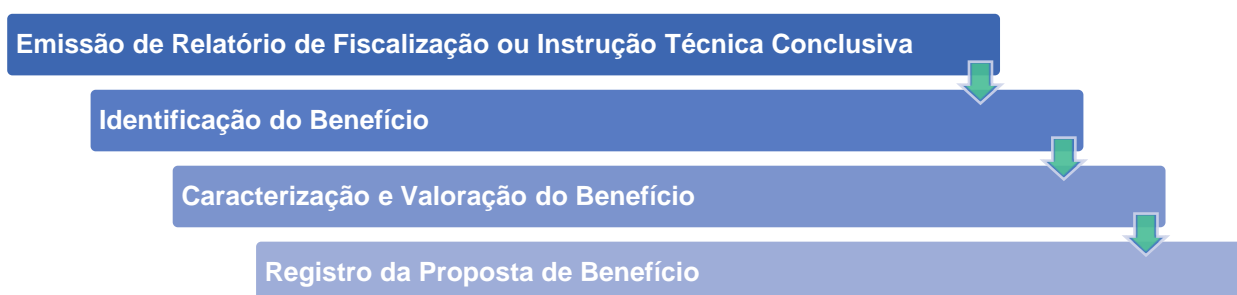 Emissão de Relatório de Fiscalização ou Instrução Técnica Conclusiva
Identificação do Benefício
Caracterização e Valoração do Benefício
Registro da Proposta de Benefício